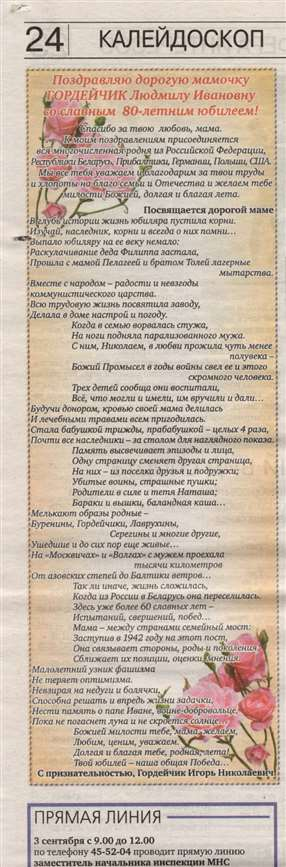 24 КАЛЕЙДОСКОП
Поздравляю дорогую мамочку
ГОРДЕЙЧИК Людмилу Ивановну
со славным 80-летним юбилеем!
Спасибо за твою любовь, мама.
К моим поздравлениям присоединяется
вся многочисленная родня из Российской Федерации,
Республики Беларусь, Прибалтики, Германии, Польши, США.
Мы все тебя уважаем и благодарим за твои труды
и хлопоты на благо семьи и Отечества и желаем тебе
милости Божией, долгая и благая лета.
Посвящается дорогой маме
В глубь истории жизнь юбиляра пустила корни.
Изучай, наследник, корни и всегда о них помни…
Выпало юбиляру на ее веку немало:
Раскулачивание деда Филиппа застала,
Прошла с мамой Пелагеей и братом Толей лагерные
мытарства.
Вместе с народом – радости и невзгоды
коммунистического царства.
Всю трудовую жизнь посвятила заводу,
Делала в доме настрой и погоду.
Когда в семью ворвалась стужа,
На ноги подняла парализованного мужа.
С ним, Николаем, в любви прожила чуть менее
полувека –
Божий Промысел в годы войны свел ее и этого
скромного человека.
Трех детей сообща они воспитали,
Всё, что могли и имели, им вручили и дали…
Будучи донором, кровью своей мама делилась
И лечебными травами всем пригодилась.
Стала бабушкой трижды, прабабушкой – целых 4 раза,
Почти все наследники – за столом для наглядного показа.
Память высвечивает эпизоды и лица,
Одну страницу сменяет другая страница,
На них – из поселка друзья и подружки;
Убитые воины, страшные пушки;
Родители в силе и тетя Наташа;
Бараки и вышки, баландная каша…
Мелькают образы родные –
Буренины, Гордейчики, Лаврухины,
Серегины и многие другие,
Ушедшие и до сих пор еще живые…
На «Москвичах» и «Волгах» с мужем проехала
тысячи километров
От азовских степей до Балтики ветров…
Так ли иначе, жизнь сложилась,
Когда из России в Беларусь она переселилась.
Здесь уже более 60 славных лет –
Испытаний, свершений, побед…
Мама – между странами семейный мост:
Заступив в 1942 году на этот пост,
Она связывает стороны, роды и поколения,
Сближает их позиции, оценки, мнения.
Малолетний узник фашизма
Не теряет оптимизма.
Невзирая на недуги и болячки,
Способна решать и впредь жизни задачки,
Нести память о папе Иване, воине-добровольце,
Пока не погаснет луна и не скроется солнце…
Божией милости тебе, мама, желаем,
Любим, ценим, уважаем.
Долгая и благая тебе, родная, лета!
Твой юбилей – наша общая Победа…
С признательностью, Гордейчик Игорь Николаевич
ПРЯМАЯ ЛИНИЯ
3 сентября с 9.00 до 12.00
по телефону 45-52-04 проводит прямую линию
заместитель начальника инспекции МНС